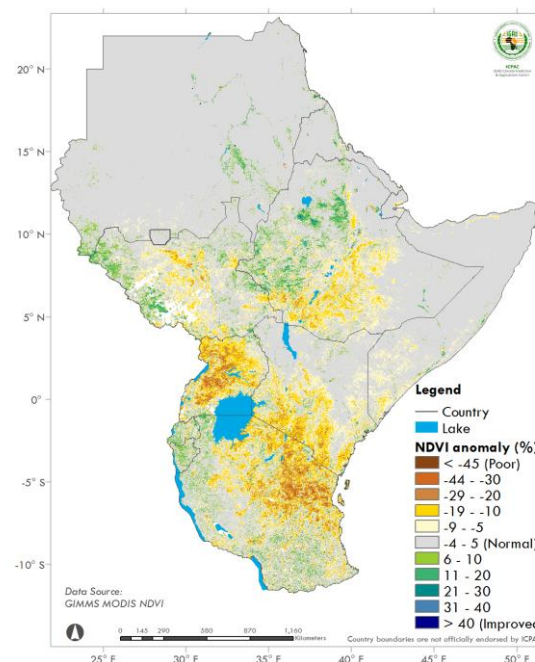 ICPAC
20° N
15° N
10° N
5° N
0°
-5° S
-10° S
Legend
Country
Lake
NDVI anomaly (%)
< -45 (Poor)
-44 - -30
-29 - -20
-19 - -10
-9 - -5
-4 - 5 (Normal)
6 - 10
11 - 20
21 - 30
31 - 40
> 40 (Improved
Data Source:
GIMMS MODIS NDVI
0 145 290 580 870 1,160
Kilometers
Country boundaries are not officially endorsed by ICPA
25° E 30° E 35° E 40° E 45° E 50° E